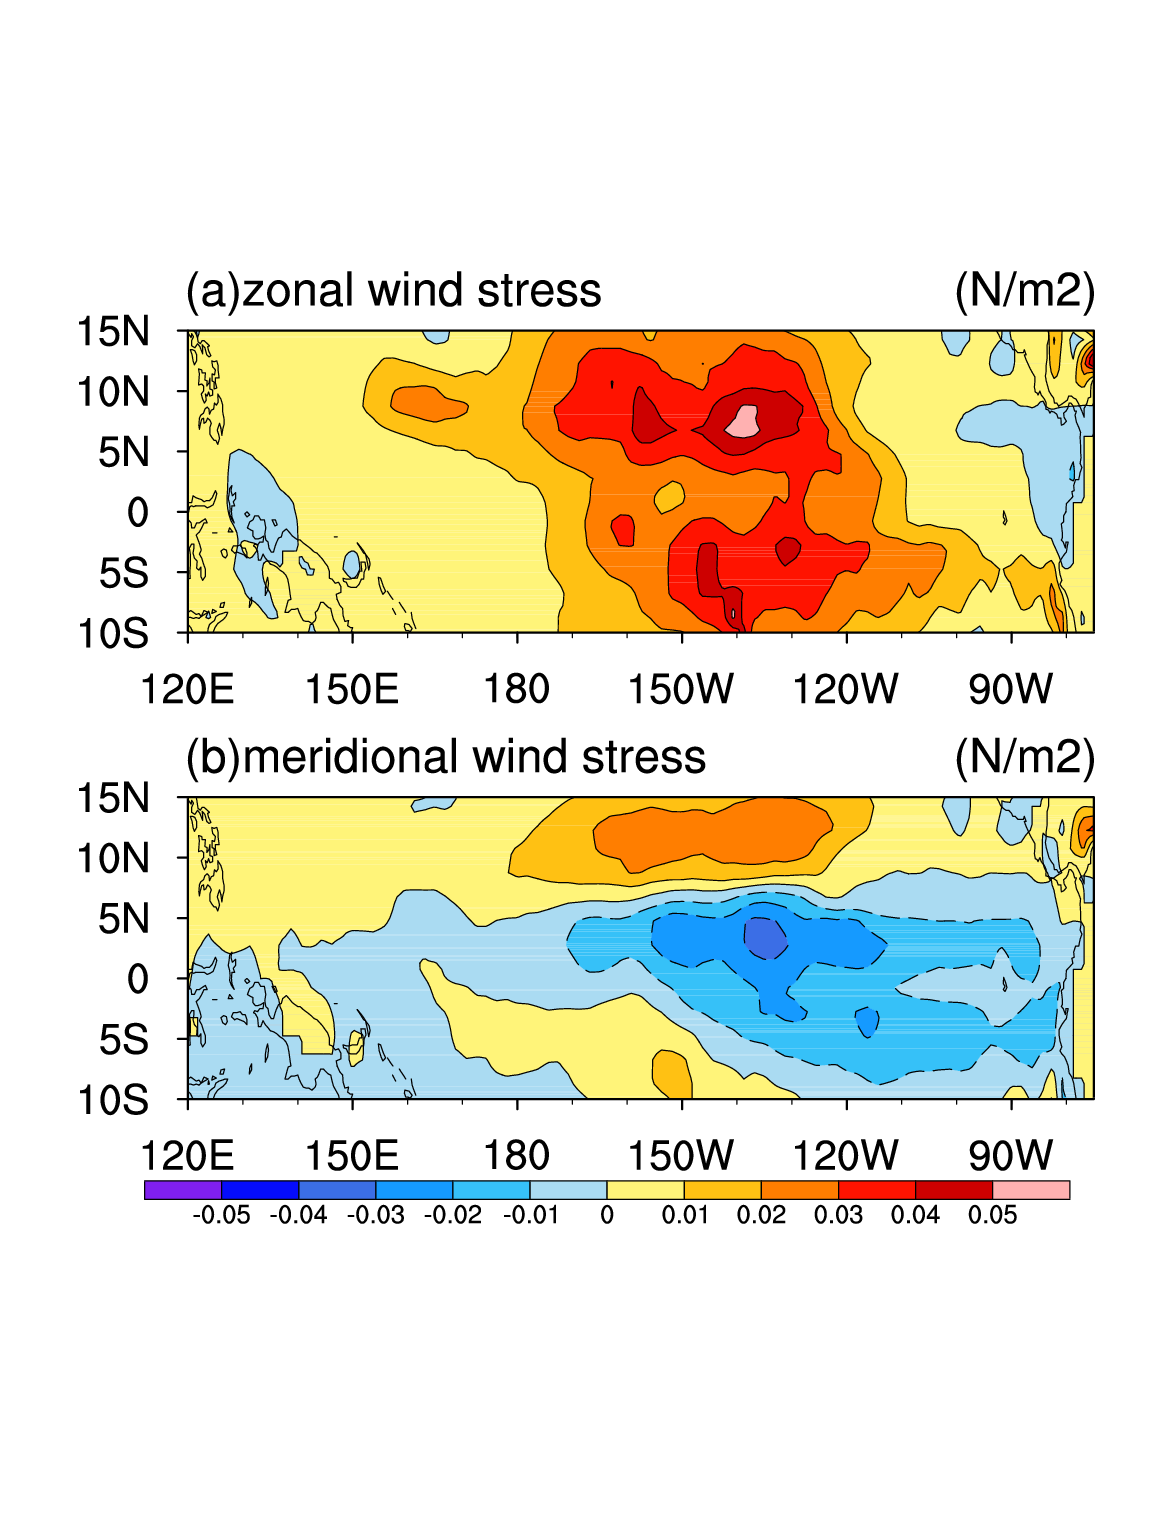 (a)zonal wind stress (N/m2)
15N
10N
5N
0
5S
10S
120E 150E 180 150W 120W 90W
(b)meridional wind stress (N/m2)
15N
10N
5N
0
5S
10S
120E 150E 180 150W 120W 90W
-0.05 -0.04 -0.03 -0.02 -0.01 0 0.01 0.02 0.03 0.04 0.05